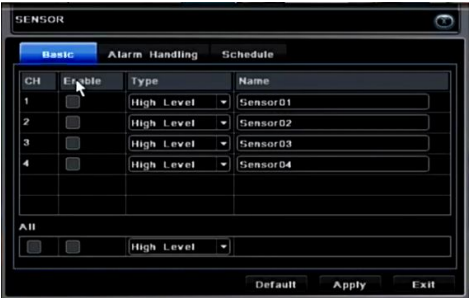 SENSOR
Basic Alarm Handling Schedule
CH Enable Type Name
1 High Level Sensor01
2 High Level Sensor02
3 High Level Sensor03
4 High Level Sensor04
All
High Level
Default Apply Exit